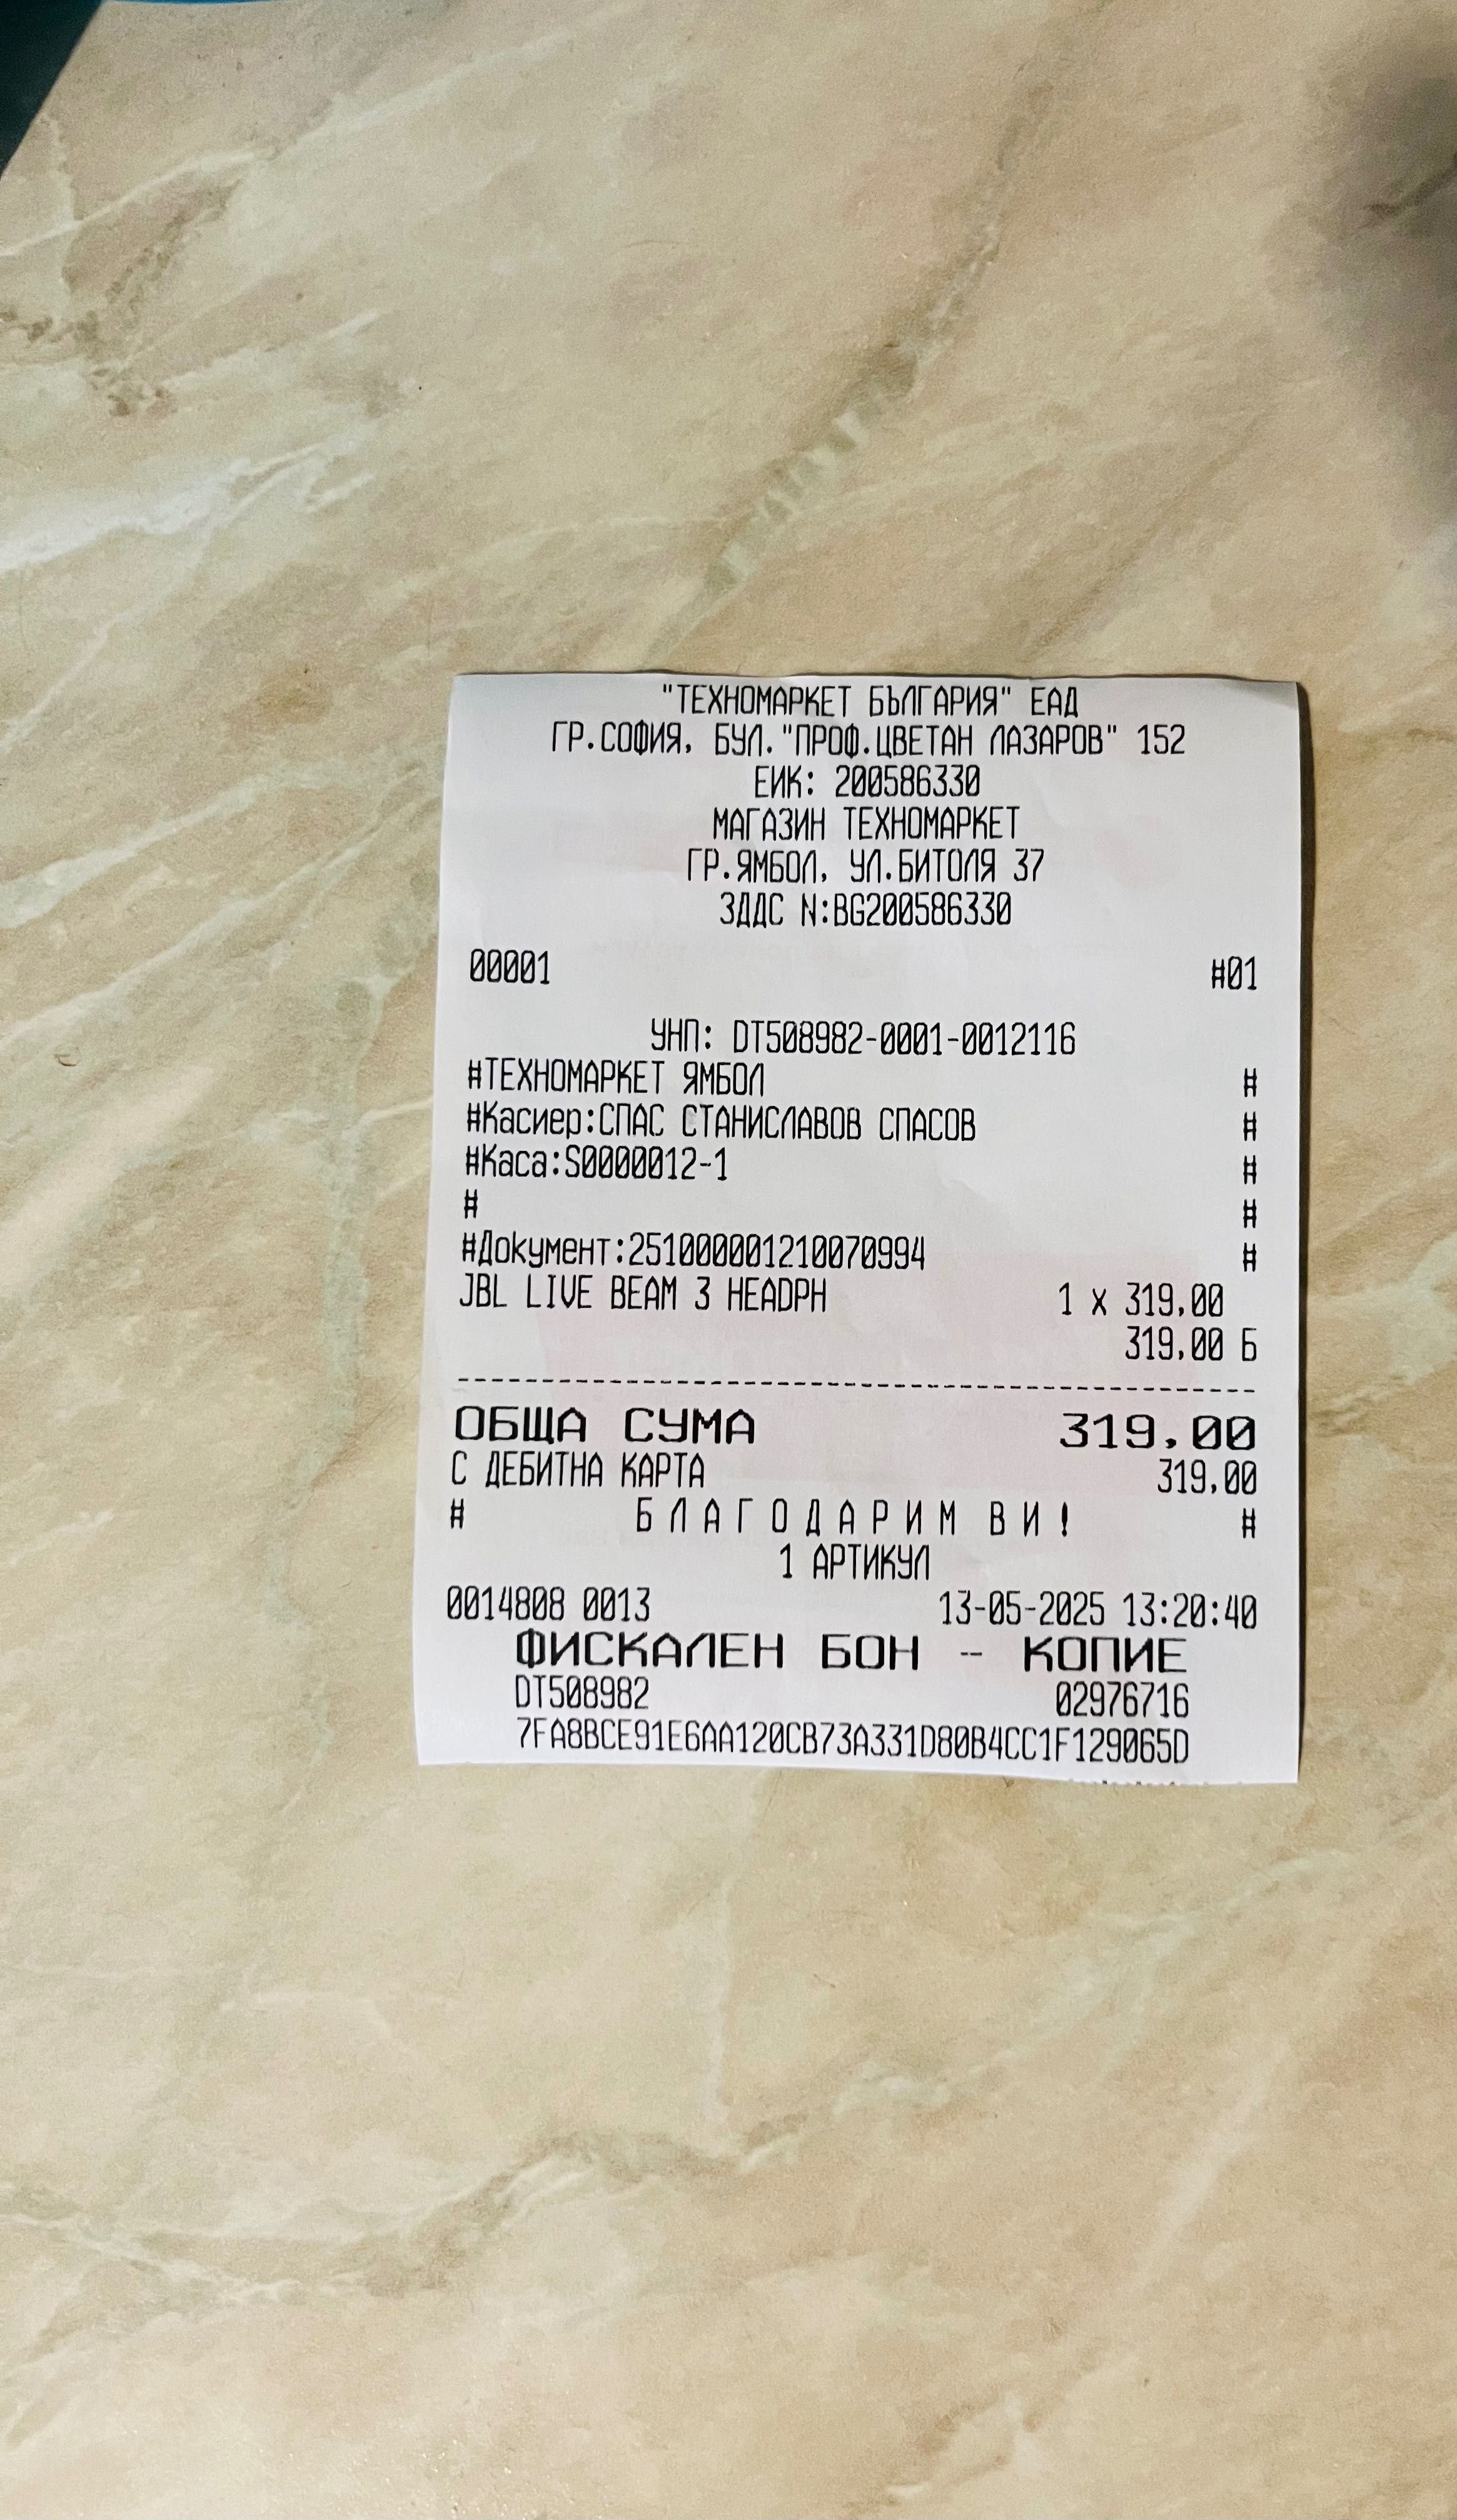 "ТЕХНОМАРКЕТ БЪЛГАРИЯ" ЕАД
ГР.СОФИЯ, БУЛ."ПРОФ.ЦВЕТАН ЛАЗАРОВ" 152
ЕИК: 200586330
МАГАЗИН ТЕХНОМАРКЕТ
ГР.ЯМБОЛ, УЛ.БИТОЛЯ 37
ЗДДС N:BG200586330
00001 #01
УНП: DT508982-0001-0012116
#ТЕХНОМАРКЕТ ЯМБОЛ #
#Касиер:СПАС СТАНИСЛАВОВ СПАСОВ #
#Каса:S0000012-1 #
# #
#Документ:251000001210070994 #
JBL LIVE BEAM 3 HEADPH 1 x 319,00
319,00 Б
ОБЩА СУМА 319,00
С ДЕБИТНА КАРТА 319,00
# Б Л А Г О Д А Р И М В И ! #
1 АРТИКУЛ
0014808 0013 13-05-2025 13:20:40
ФИСКАЛЕН БОН - КОПИЕ
DT508982 02976716
7FA8BCE91E6AA120CB73A331D80B4CC1F129065D